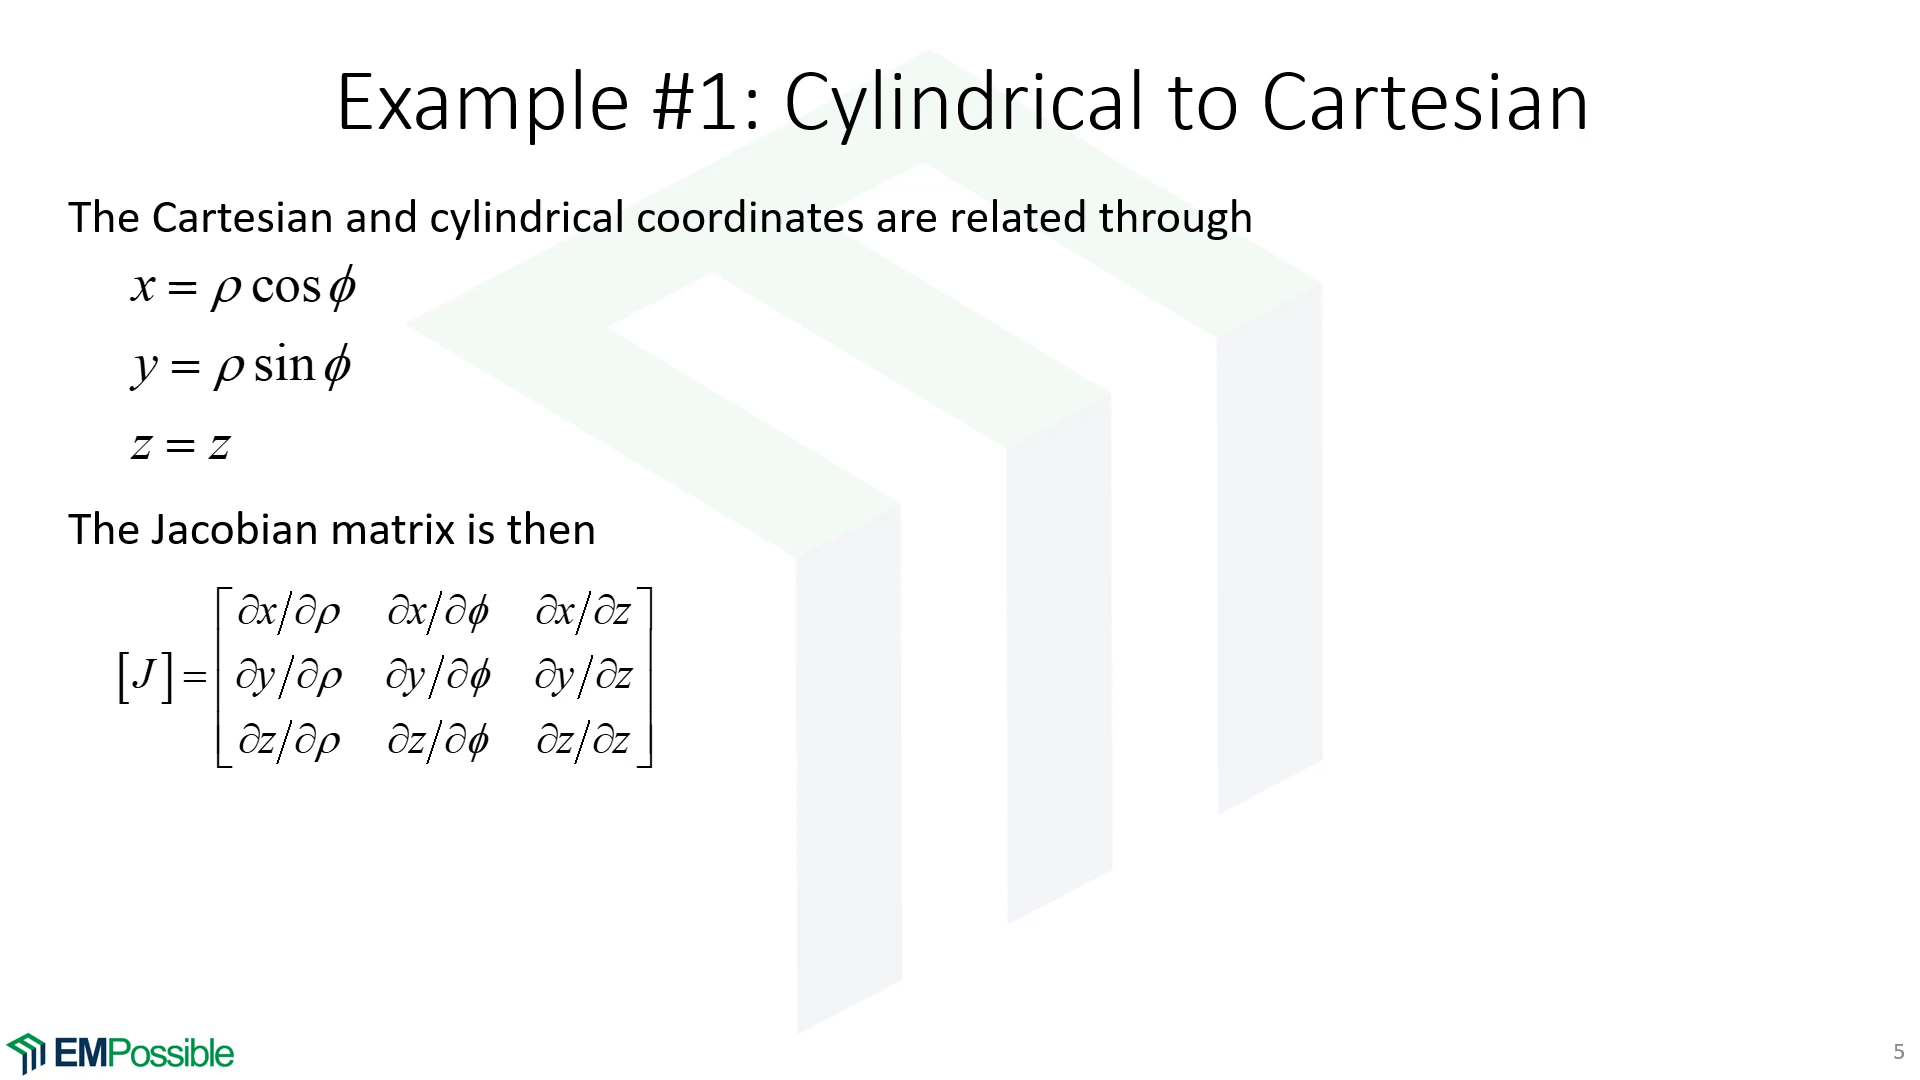 Example #1: Cylindrical to Cartesian
The Cartesian and cylindrical coordinates are related through
x = ρ cos ϕ
y = ρ sin ϕ
z = z
The Jacobian matrix is then
[J] = [ ∂x/∂ρ ∂x/∂ϕ ∂x/∂z
∂y/∂ρ ∂y/∂ϕ ∂y/∂z
∂z/∂ρ ∂z/∂ϕ ∂z/∂z ]
EMPossible
5